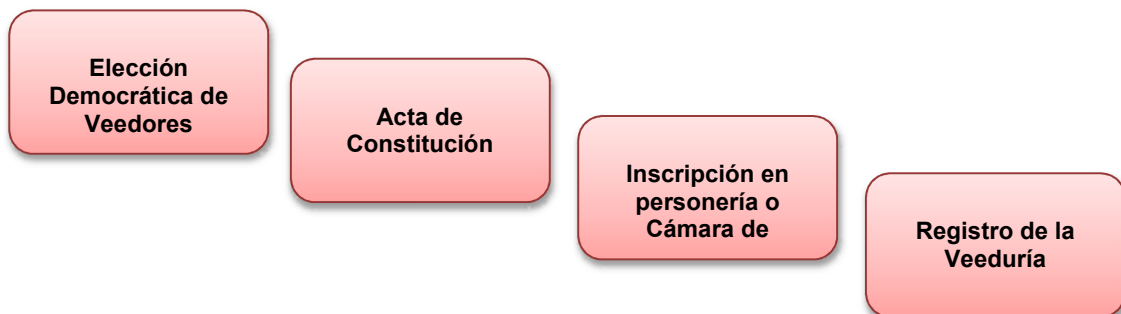 Elección
Democrática de
Veedores
Acta de
Constitución
Inscripción en
personería o
Cámara de
Registro de la
Veeduría